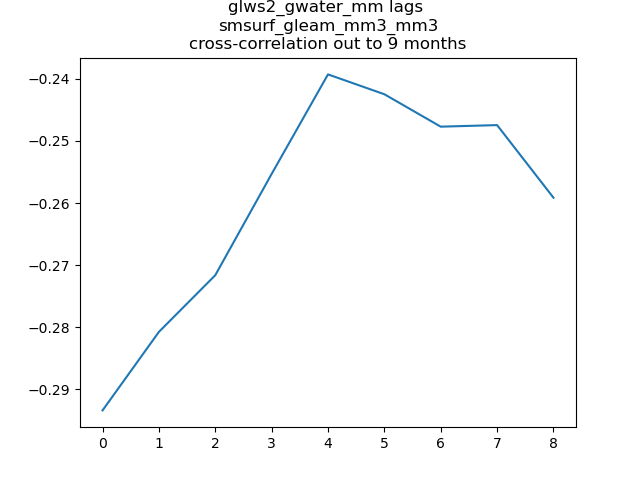 glws2_gwater_mm lags
smsurf_gleam_mm3_mm3
cross-correlation out to 9 months
−0.24
−0.25
−0.26
−0.27
−0.28
−0.29
0 1 2 3 4 5 6 7 8